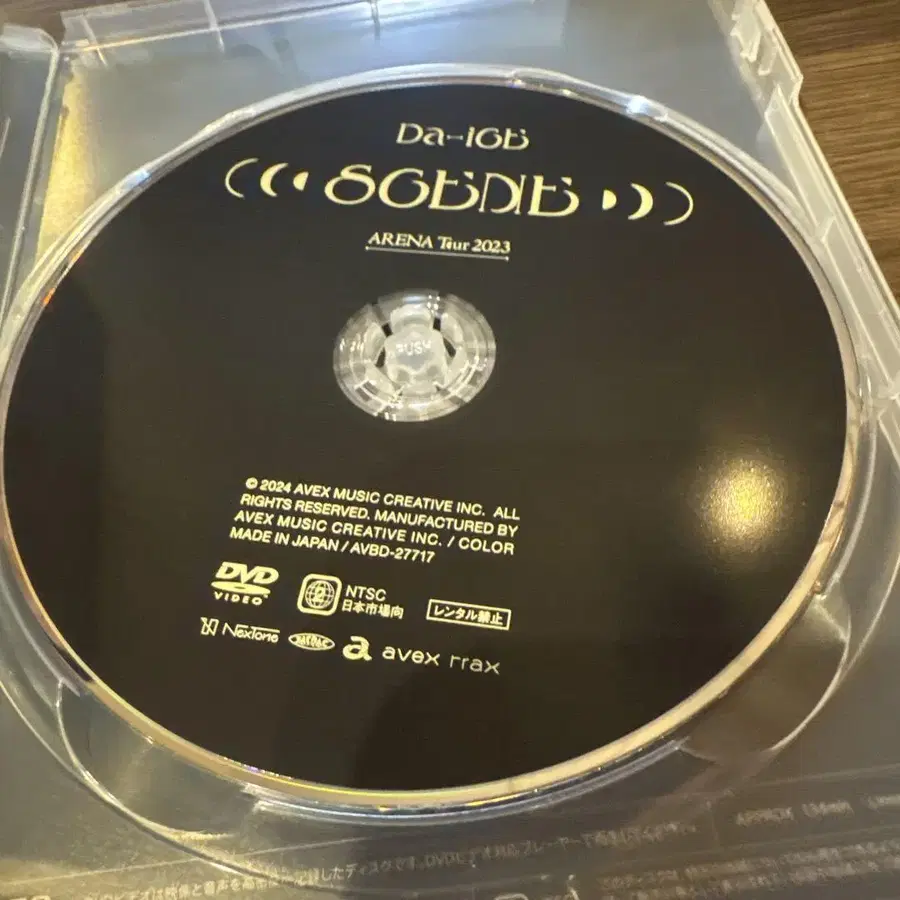 Da-iCE
SCENE
ARENA Tour 2023
PUSH
© 2024 AVEX MUSIC CREATIVE INC. ALL
RIGHTS RESERVED. MANUFACTURED BY
AVEX MUSIC CREATIVE INC. / COLOR
MADE IN JAPAN / AVBD-27717
DVD
VIDEO
2
NTSC
日本市場向
レンタル禁止
NexTone
JASRAC
a avex trax